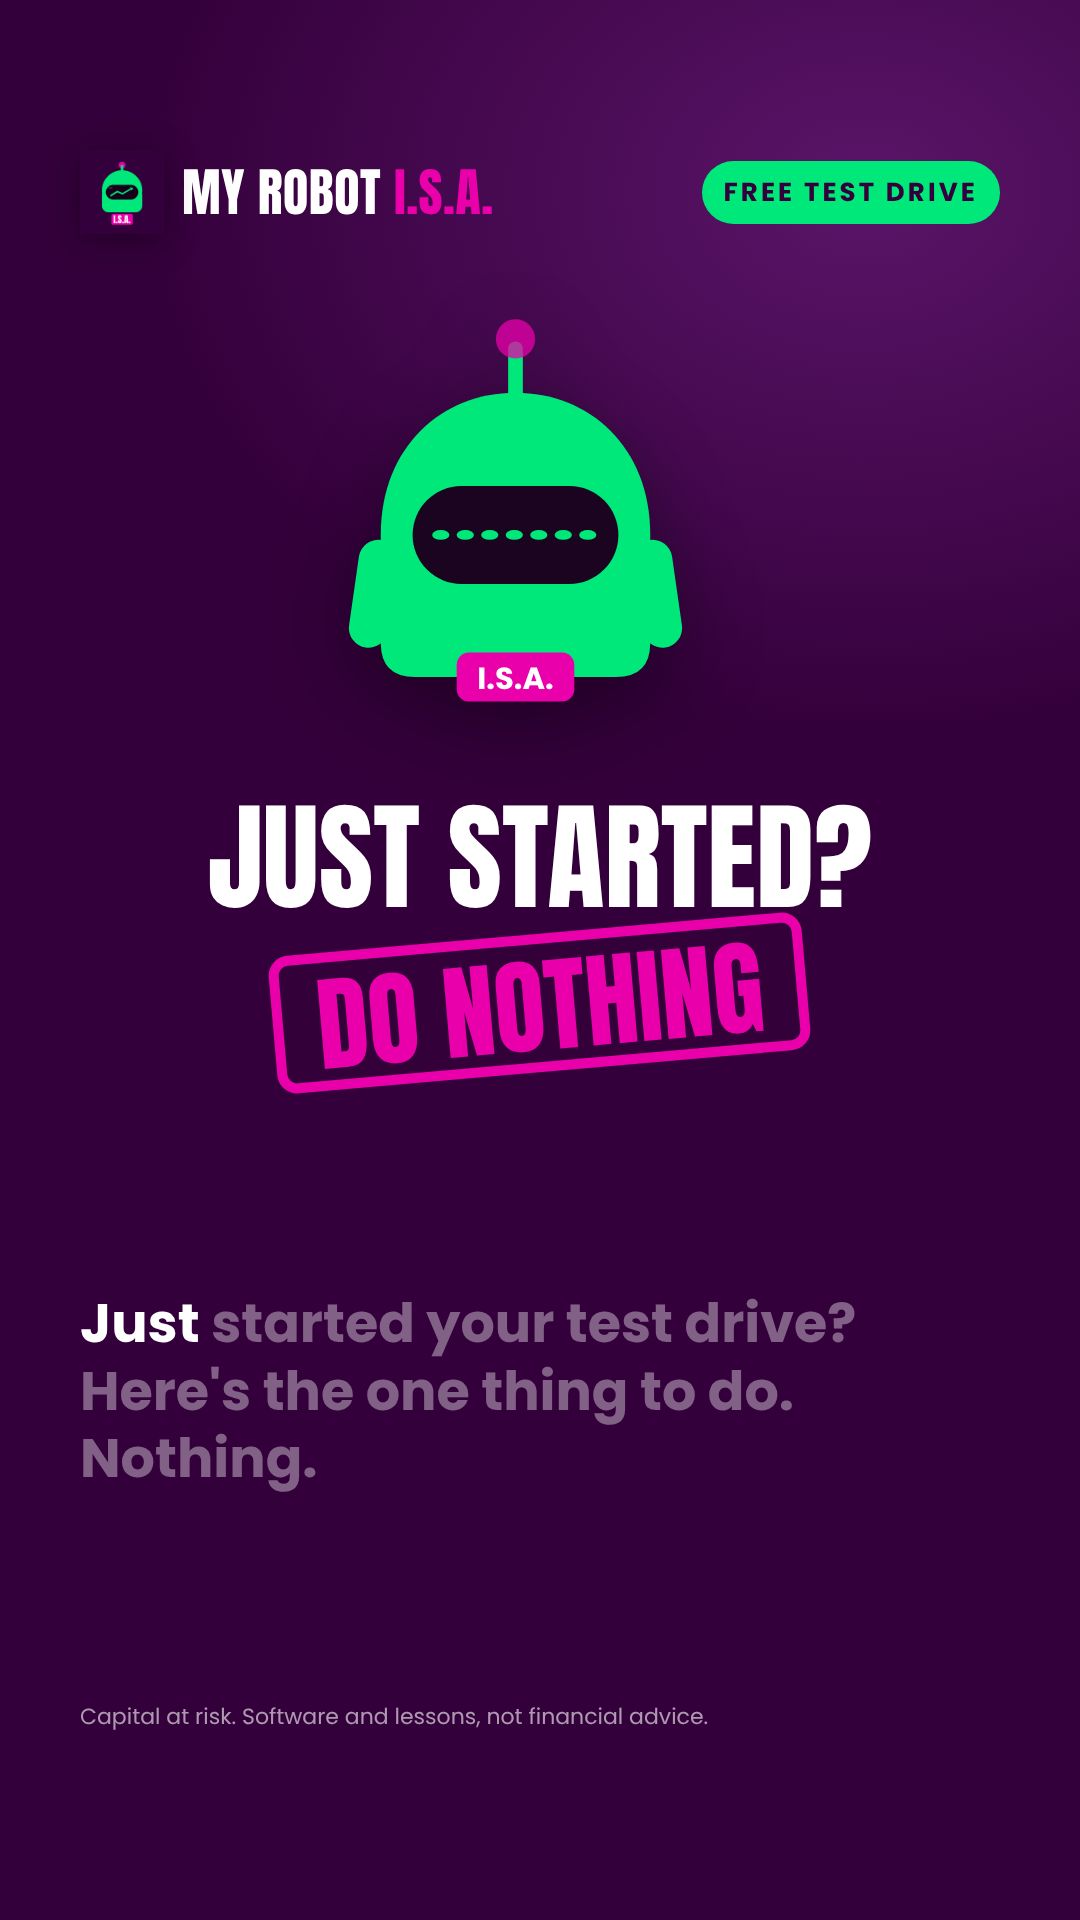 I.S.A.
MY ROBOT I.S.A.
FREE TEST DRIVE
I.S.A.
JUST STARTED?
DO NOTHING
Just started your test drive?
Here's the one thing to do.
Nothing.
Capital at risk. Software and lessons, not financial advice.